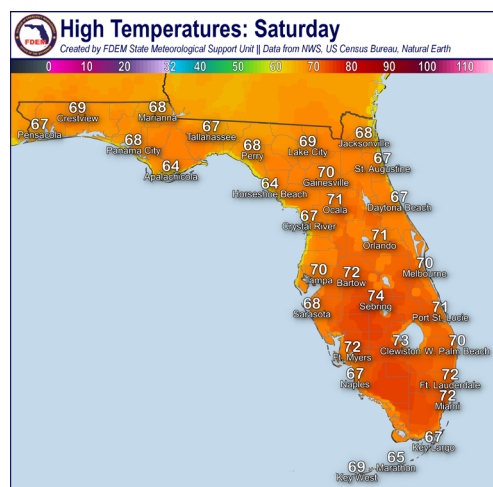 FDEM
High Temperatures: Saturday
Created by FDEM State Meteorological Support Unit || Data from NWS, US Census Bureau, Natural Earth
0 10 20 32 40 50 60 70 80 90 100 110
69
Crestview
68
Marianna
67
Pensacola
67
Tallahassee
68
Panama City
68
Perry
69
Lake City
68
Jacksonville
64
Apalachicola
67
St. Augustine
70
Gainesville
64
Horseshoe Beach
71
Ocala
67
Daytona Beach
67
Crystal River
71
Orlando
70
Tampa
72
Bartow
70
Melbourne
74
Sebring
68
Sarasota
71
Port St. Lucie
72
Ft. Myers
73
Clewiston
70
W. Palm Beach
67
Naples
72
Ft. Lauderdale
72
Miami
67
Key Largo
65
Marathon
69
Key West